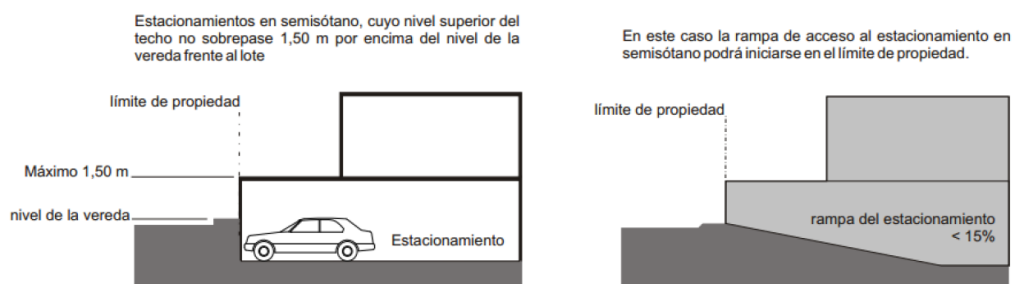 Estacionamientos en semisótano, cuyo nivel superior del
techo no sobrepase 1,50 m por encima del nivel de la
vereda frente al lote
límite de propiedad
Máximo 1,50 m
nivel de la vereda
Estacionamiento
En este caso la rampa de acceso al estacionamiento en
semisótano podrá iniciarse en el límite de propiedad.
límite de propiedad
rampa del estacionamiento
< 15%